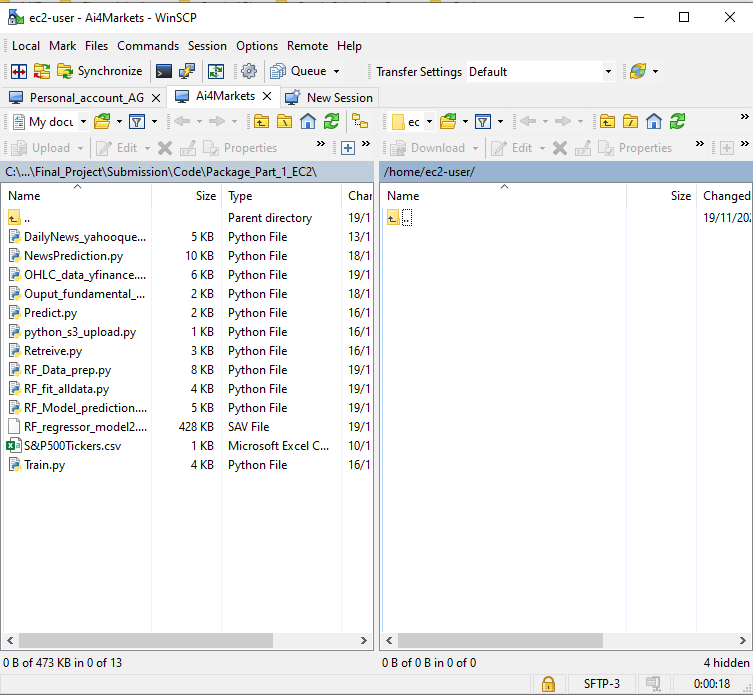 ec2-user - Ai4Markets - WinSCP
Local Mark Files Commands Session Options Remote Help
Synchronize Queue Transfer Settings Default
Personal_account_AG Ai4Markets New Session
My docu ec
Upload Edit Properties Download Edit Properties
C:\...\Final_Project\Submission\Code\Package_Part_1_EC2\ /home/ec2-user/
Name Size Type Char Name Size Changed
.. Parent directory 19/1 .. 19/11/202
DailyNews_yahooque... 5 KB Python File 13/1
NewsPrediction.py 10 KB Python File 18/1
OHLC_data_yfinance.... 6 KB Python File 19/1
Ouput_fundamental_... 2 KB Python File 18/1
Predict.py 2 KB Python File 16/1
python_s3_upload.py 1 KB Python File 16/1
Retreive.py 3 KB Python File 16/1
RF_Data_prep.py 8 KB Python File 19/1
RF_fit_alldata.py 4 KB Python File 19/1
RF_Model_prediction.... 5 KB Python File 19/1
RF_regressor_model2.... 428 KB SAV File 19/1
S&P500Tickers.csv 1 KB Microsoft Excel C... 10/1
Train.py 4 KB Python File 16/1
0 B of 473 KB in 0 of 13 0 B of 0 B in 0 of 0 4 hidden
SFTP-3 0:00:18